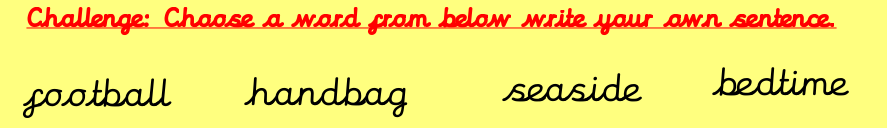 Challenge: Choose a word from below write your own sentence.
football handbag seaside bedtime